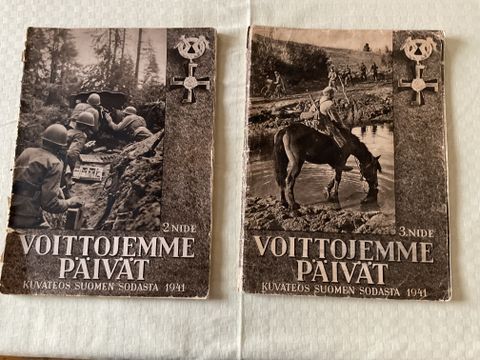 2 NIDE
VOITTOJEMME
PÄIVÄT
KUVATEOS SUOMEN SODASTA 1941
3. NIDE
VOITTOJEMME
PÄIVÄT
KUVATEOS SUOMEN SODASTA 1941